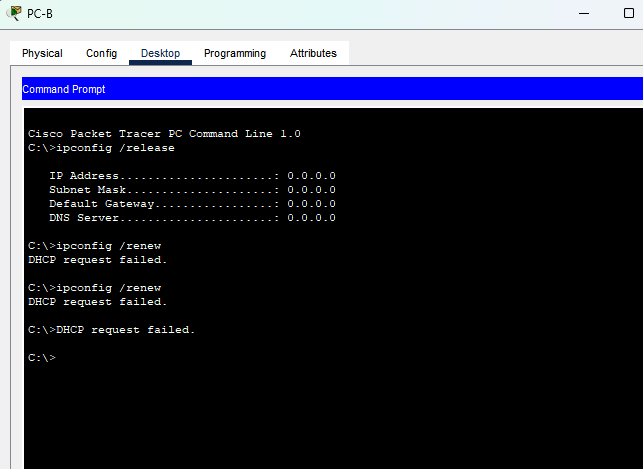 PC-B
Physical Config Desktop Programming Attributes
Command Prompt
Cisco Packet Tracer PC Command Line 1.0
C:\>ipconfig /release
IP Address......................: 0.0.0.0
Subnet Mask.....................: 0.0.0.0
Default Gateway.................: 0.0.0.0
DNS Server......................: 0.0.0.0
C:\>ipconfig /renew
DHCP request failed.
C:\>ipconfig /renew
DHCP request failed.
C:\>DHCP request failed.
C:\>